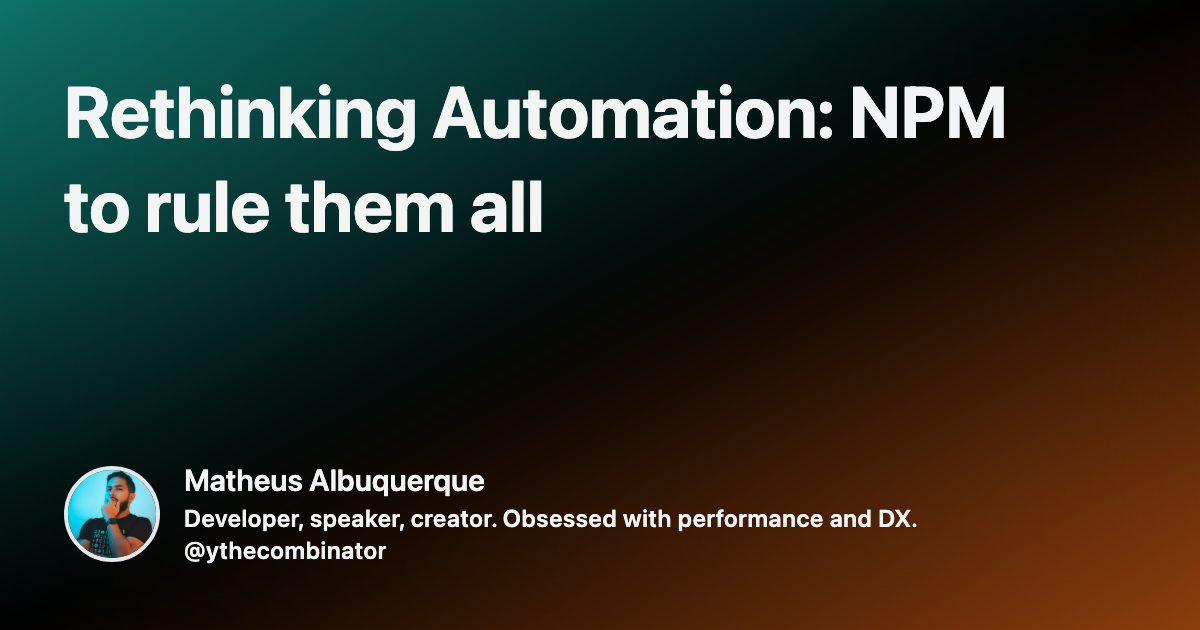 Rethinking Automation: NPM
to rule them all
Matheus Albuquerque
Developer, speaker, creator. Obsessed with performance and DX.
@ythecombinator